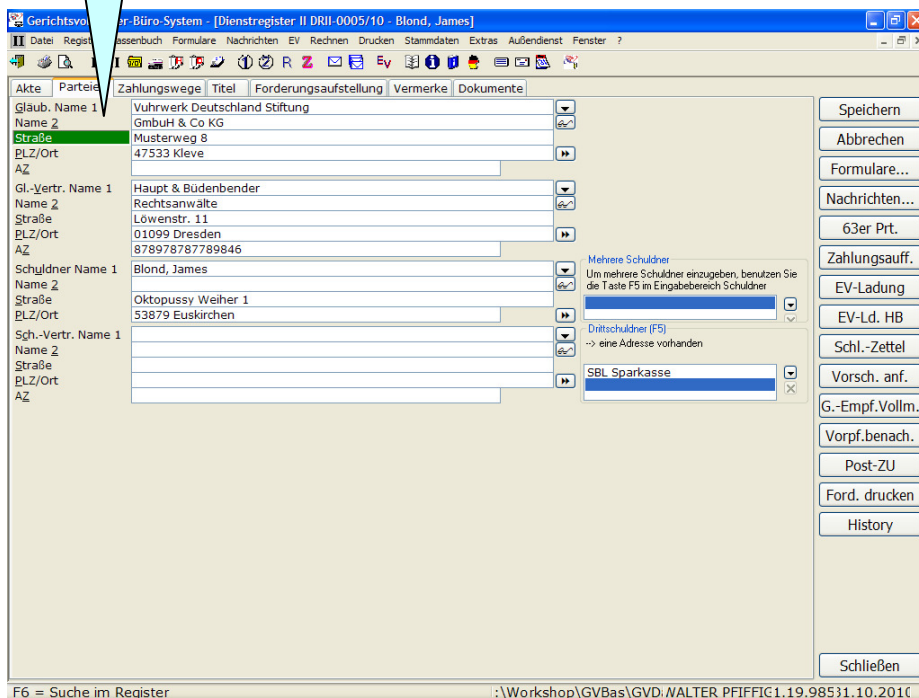 Gerichtsvo er-Büro-System - [Dienstregister II DRII-0005/10 - Blond, James]
II Datei Regist assenbuch Formulare Nachrichten EV Rechnen Drucken Stammdaten Extras Außendienst Fenster ?
R Z Ev
Akte Parteie Zahlungswege Titel Forderungsaufstellung Vermerke Dokumente
Gläub. Name 1 Vuhrwerk Deutschland Stiftung
Name 2 GmbuH & Co KG
Straße Musterweg 8
PLZ/Ort 47533 Kleve
AZ
Gl.-Vertr. Name 1 Haupt & Büdenbender
Name 2 Rechtsanwälte
Straße Löwenstr. 11
PLZ/Ort 01099 Dresden
AZ 878978787789846
Schuldner Name 1 Blond, James
Name 2
Straße Oktopussy Weiher 1
PLZ/Ort 53879 Euskirchen
Sch.-Vertr. Name 1
Name 2
Straße
PLZ/Ort
AZ
Mehrere Schuldner
Um mehrere Schuldner einzugeben, benutzen Sie
die Taste F5 im Eingabebereich Schuldner
Drittschuldner (F5)
--> eine Adresse vorhanden
SBL Sparkasse
Speichern
Abbrechen
Formulare...
Nachrichten...
63er Prt.
Zahlungsauff.
EV-Ladung
EV-Ld. HB
Schl.-Zettel
Vorsch. anf.
G.-Empf.Vollm.
Vorpf.benach.
Post-ZU
Ford. drucken
History
Schließen
F6 = Suche im Register :\Workshop\GVBas\GVD WALTER PFIFFIG 1.19.985 31.10.2010